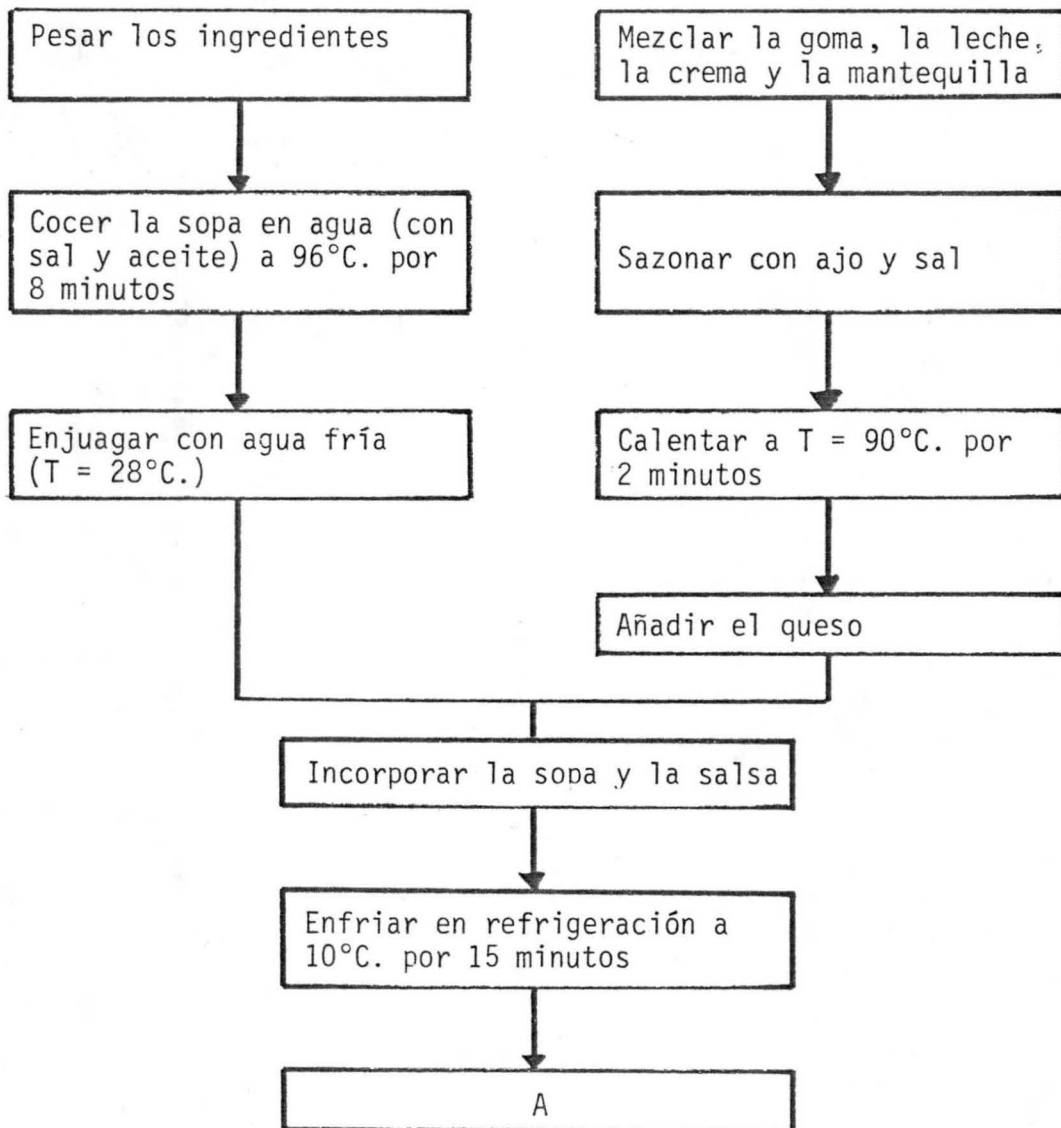 Pesar los ingredientes
Cocer la sopa en agua (con
sal y aceite) a 96°C. por
8 minutos
Enjuagar con agua fría
(T = 28°C.)
Mezclar la goma, la leche,
la crema y la mantequilla
Sazonar con ajo y sal
Calentar a T = 90°C. por
2 minutos
Añadir el queso
Incorporar la sopa y la salsa
Enfriar en refrigeración a
10°C. por 15 minutos
A